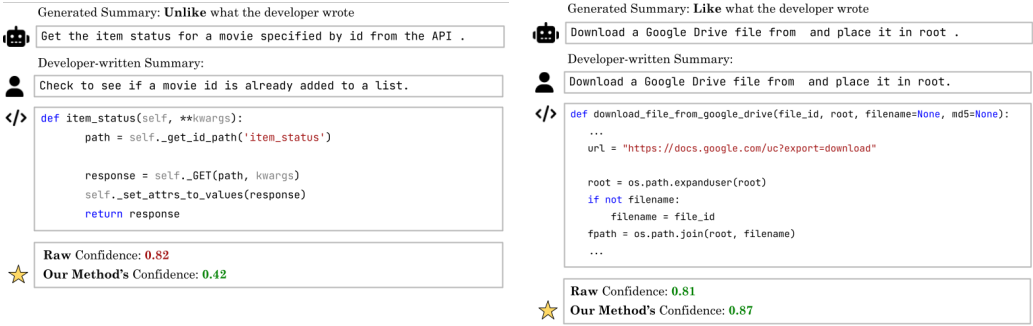 Generated Summary: Unlike what the developer wrote
Get the item status for a movie specified by id from the API .
Developer-written Summary:
Check to see if a movie id is already added to a list.
</>
def item_status(self, **kwargs):
path = self._get_id_path('item_status')
response = self._GET(path, kwargs)
self._set_attrs_to_values(response)
return response
Raw Confidence: 0.82
Our Method's Confidence: 0.42
Generated Summary: Like what the developer wrote
Download a Google Drive file from  and place it in root .
Developer-written Summary:
Download a Google Drive file from  and place it in root.
</>
def download_file_from_google_drive(file_id, root, filename=None, md5=None):
...
url = "https://docs.google.com/uc?export=download"
root = os.path.expanduser(root)
if not filename:
filename = file_id
fpath = os.path.join(root, filename)
...
Raw Confidence: 0.81
Our Method's Confidence: 0.87